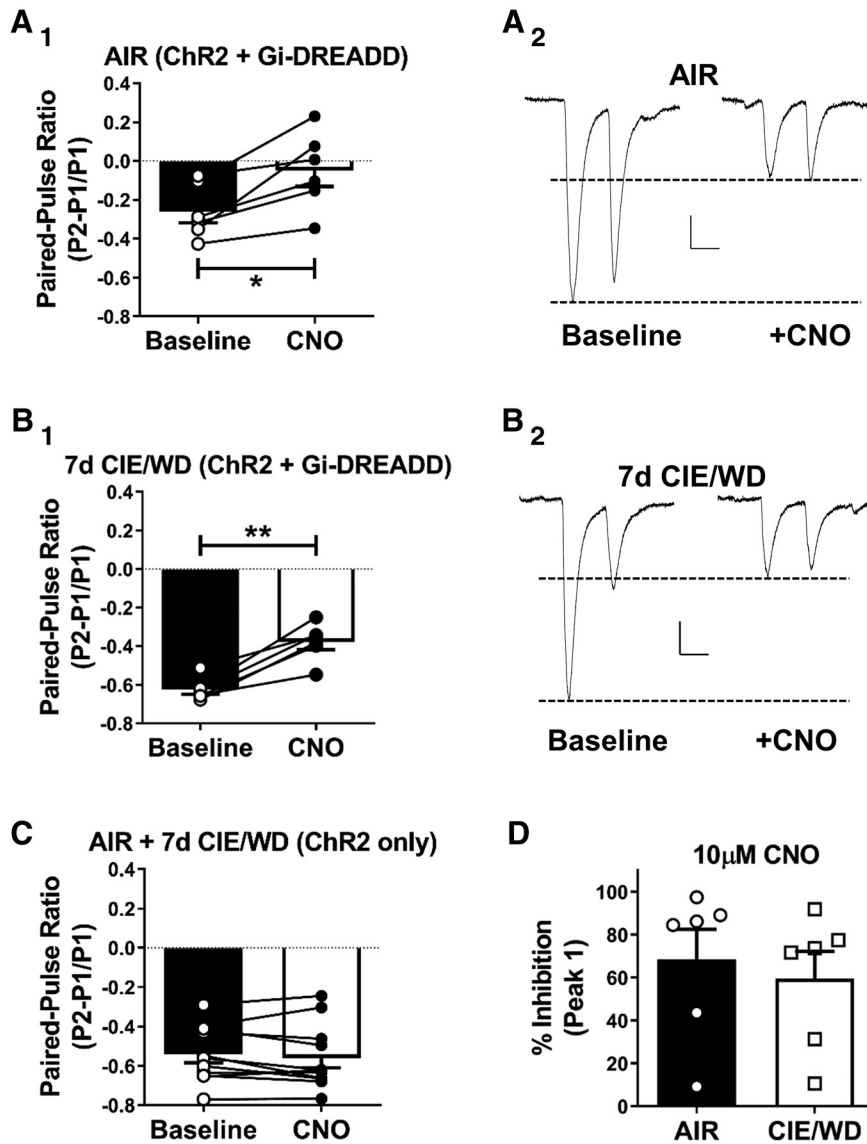 A 1
AIR (ChR2 + Gi-DREADD)
Paired-Pulse Ratio
(P2-P1/P1)
0.4
0.2
0.0
-0.2
-0.4
-0.6
-0.8
*
Baseline CNO
A 2
AIR
Baseline +CNO
B 1
7d CIE/WD (ChR2 + Gi-DREADD)
Paired-Pulse Ratio
(P2-P1/P1)
0.4
0.2
0.0
-0.2
-0.4
-0.6
-0.8
**
Baseline CNO
B 2
7d CIE/WD
Baseline +CNO
C
AIR + 7d CIE/WD (ChR2 only)
Paired-Pulse Ratio
(P2-P1/P1)
0.4
0.2
0.0
-0.2
-0.4
-0.6
-0.8
Baseline CNO
D
10μM CNO
% Inhibition
(Peak 1)
100
80
60
40
20
0
AIR CIE/WD